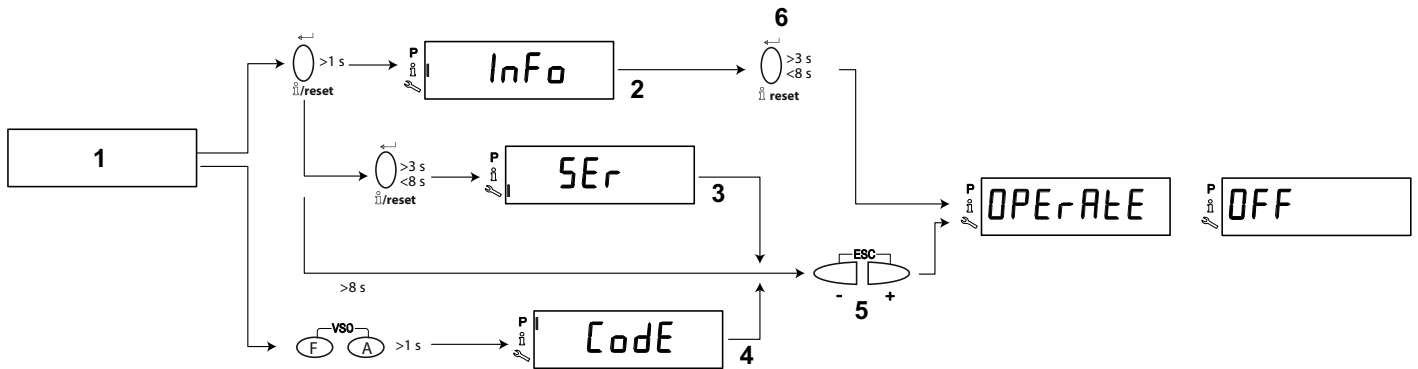 6
>1 s
i/reset
P
i
InFo
2
>3 s
<8 s
i reset
1
>3 s
<8 s
i/reset
P
i
SEr
3
P
i
OPErAtE
P
i
OFF
ESC
- +
5
>8 s
VSO
F A
>1 s
P
i
CodE
4